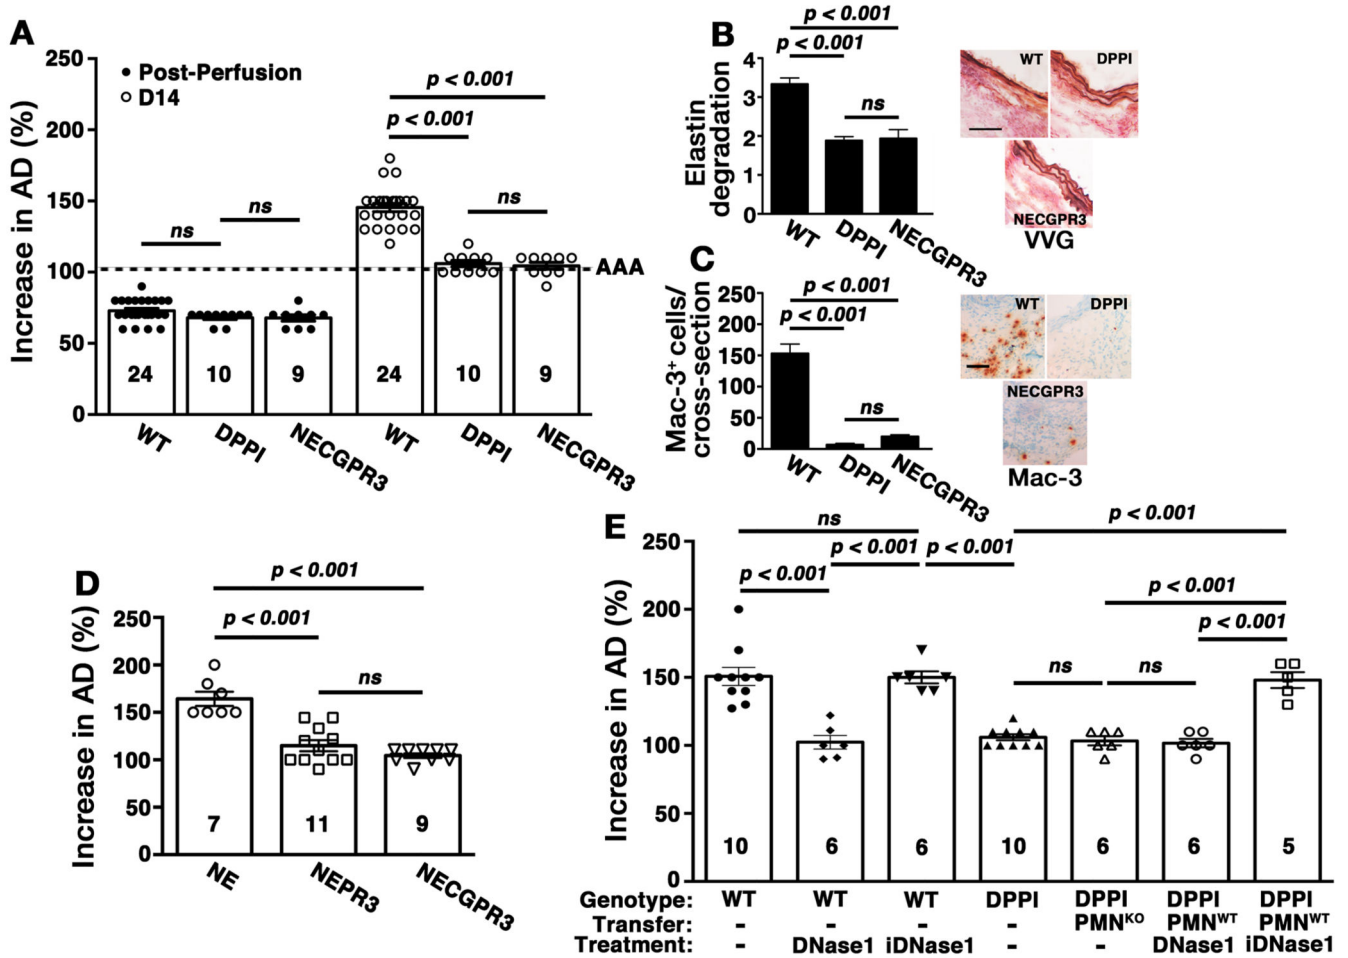 A
250
200
150
100
50
0
Increase in AD (%)
Post-Perfusion
D14
p < 0.001
p < 0.001
ns
ns
ns
AAA
24
10
9
24
10
9
WT
DPPI
NECGPR3
WT
DPPI
NECGPR3
B
p < 0.001
p < 0.001
ns
4
3
2
1
0
Elastin
degradation
WT
DPPI
NECGPR3
WT
DPPI
NECGPR3
VVG
C
p < 0.001
p < 0.001
ns
250
200
150
100
50
0
Mac-3+ cells/
cross-section
WT
DPPI
NECGPR3
WT
DPPI
NECGPR3
Mac-3
D
p < 0.001
p < 0.001
ns
250
200
150
100
50
0
Increase in AD (%)
7
11
9
NE
NEPR3
NECGPR3
E
ns
p < 0.001
p < 0.001
p < 0.001
p < 0.001
p < 0.001
p < 0.001
ns
ns
250
200
150
100
50
0
Increase in AD (%)
10
6
6
10
6
6
5
Genotype: WT WT WT DPPI DPPI DPPI DPPI
Transfer: - - - - PMNKO PMNWT PMNWT
Treatment: - DNase1 iDNase1 - - DNase1 iDNase1